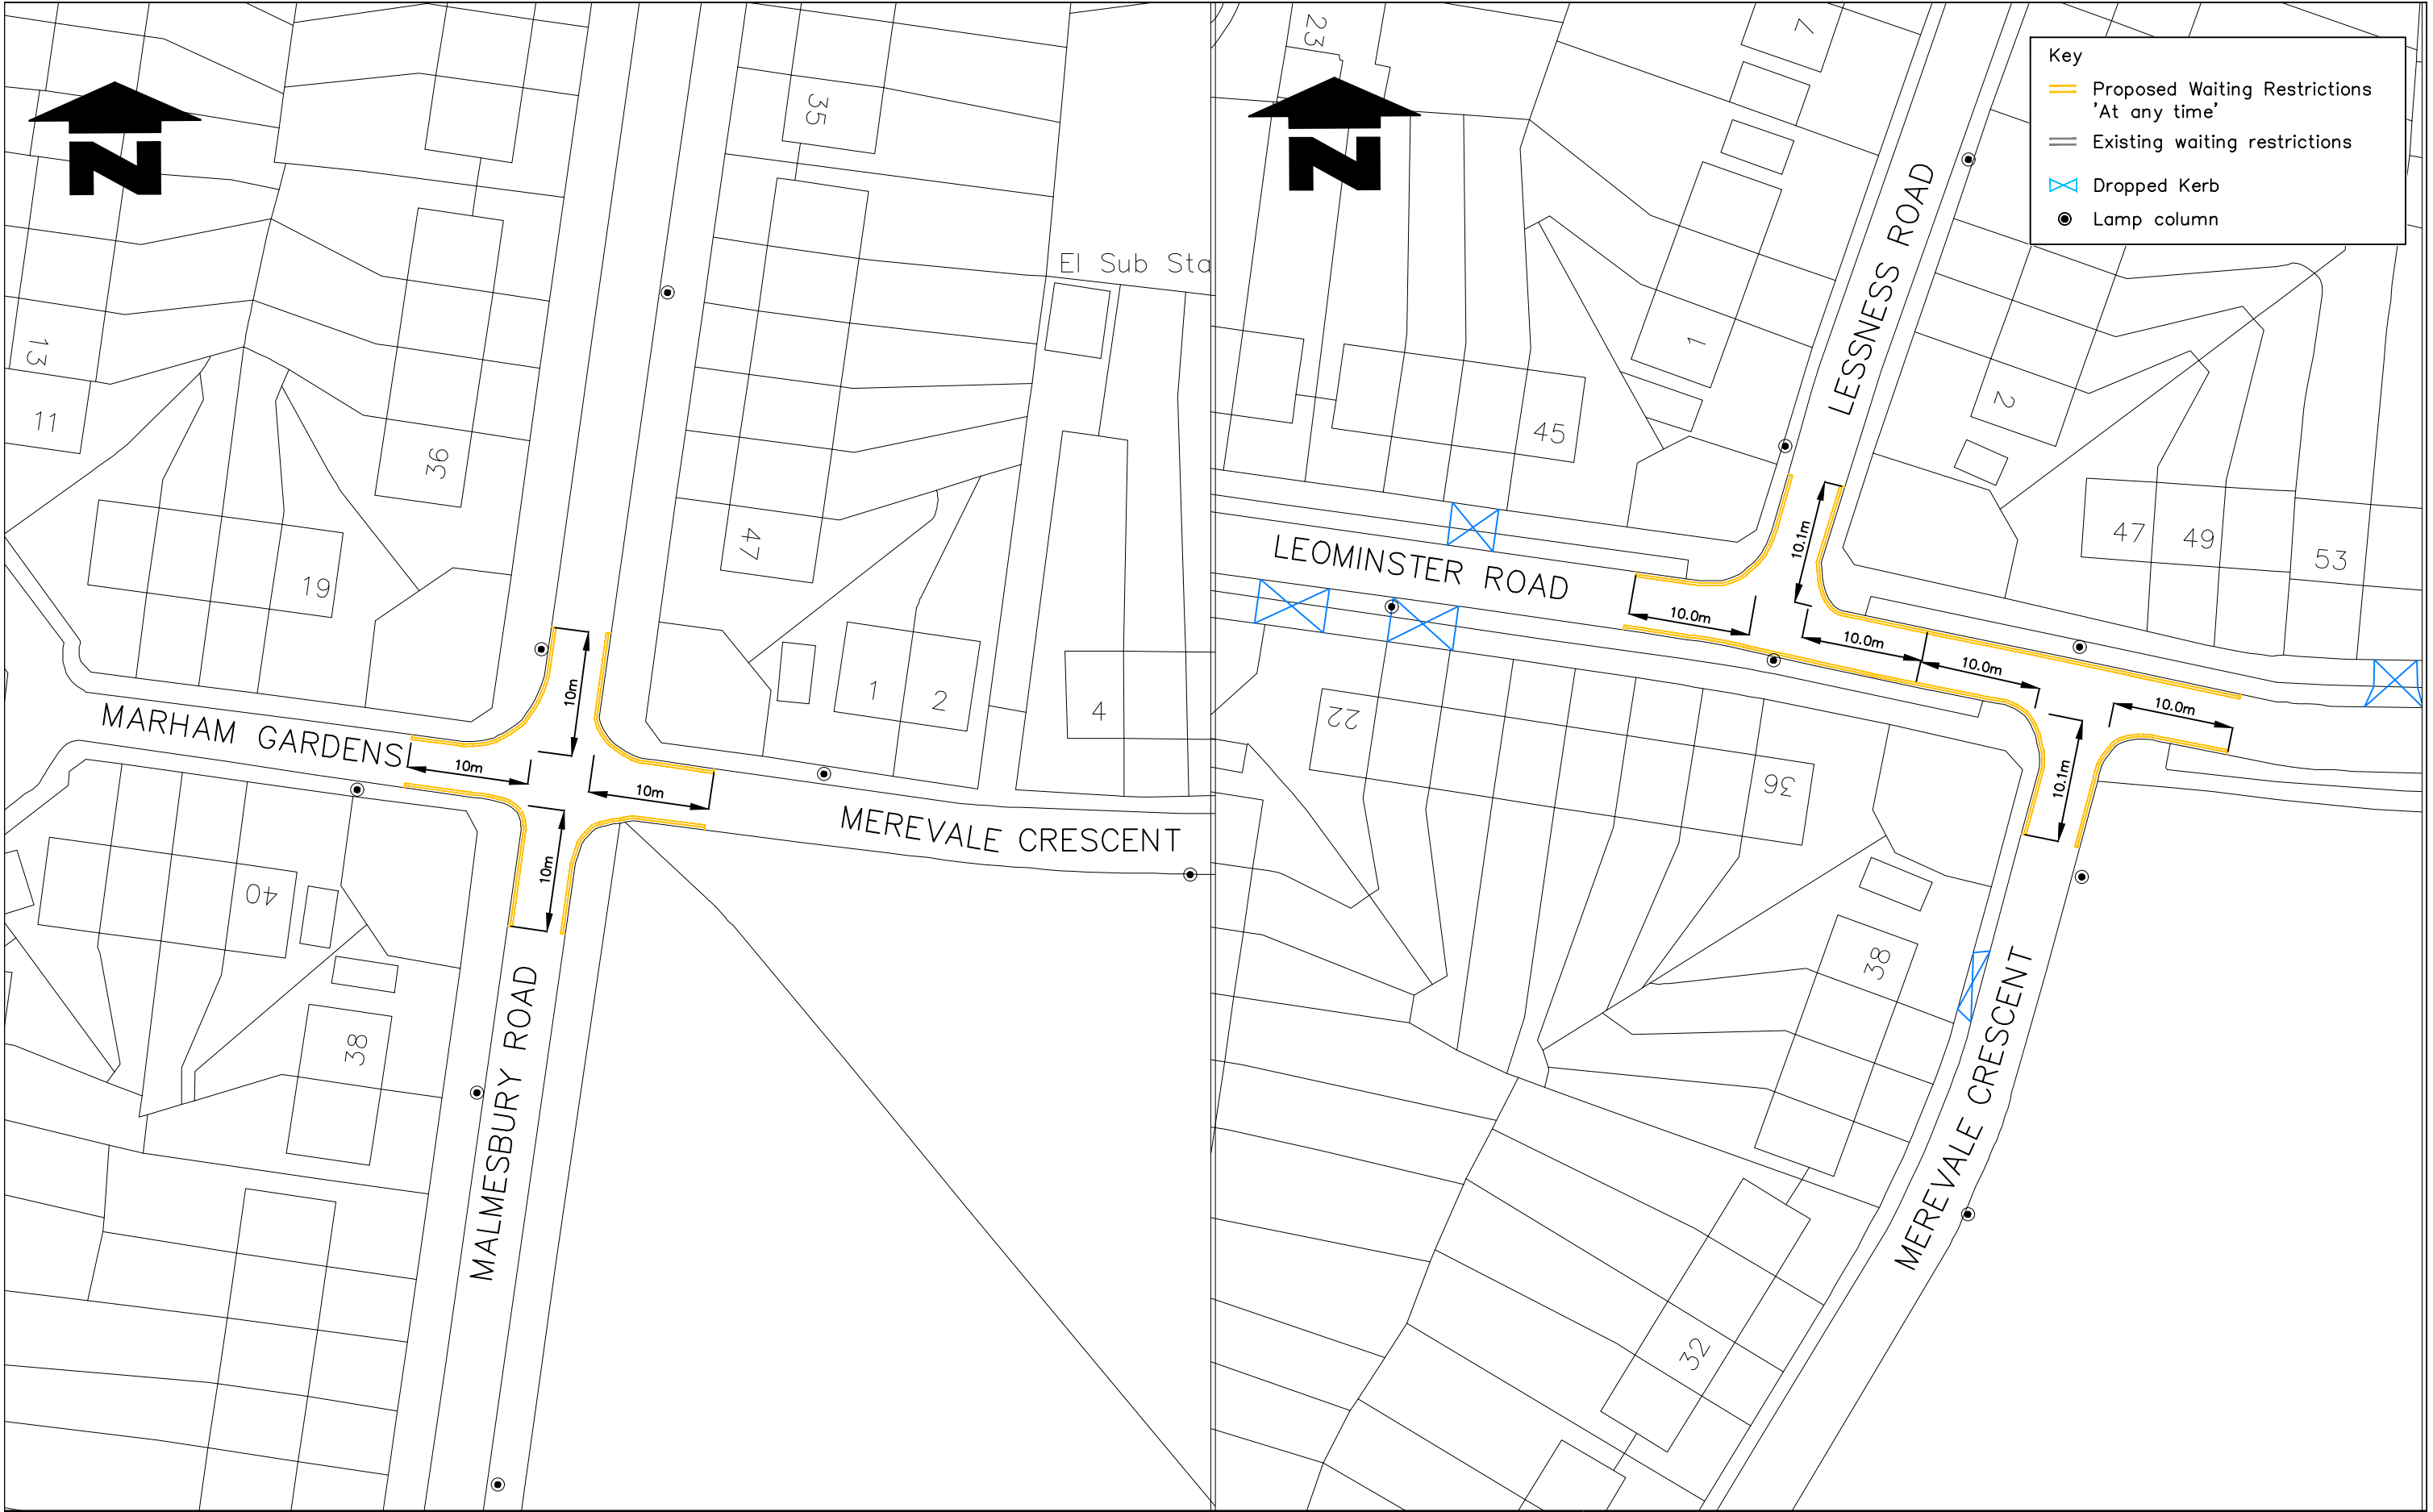 N
35
El Sub Sta
13
11
39
47
19
1
2
4
10m
MARHAM GARDENS
10m
10m
MEREVALE CRESCENT
10m
40
38
MALMESBURY ROAD
N
23
7
Key
Proposed Waiting Restrictions
'At any time'
Existing waiting restrictions
Dropped Kerb
Lamp column
LESSNESS ROAD
1
2
45
47
49
53
LEOMINSTER ROAD
10.1m
10.0m
10.0m
10.0m
10.0m
10.1m
22
36
38
MEREVALE CRESCENT
32